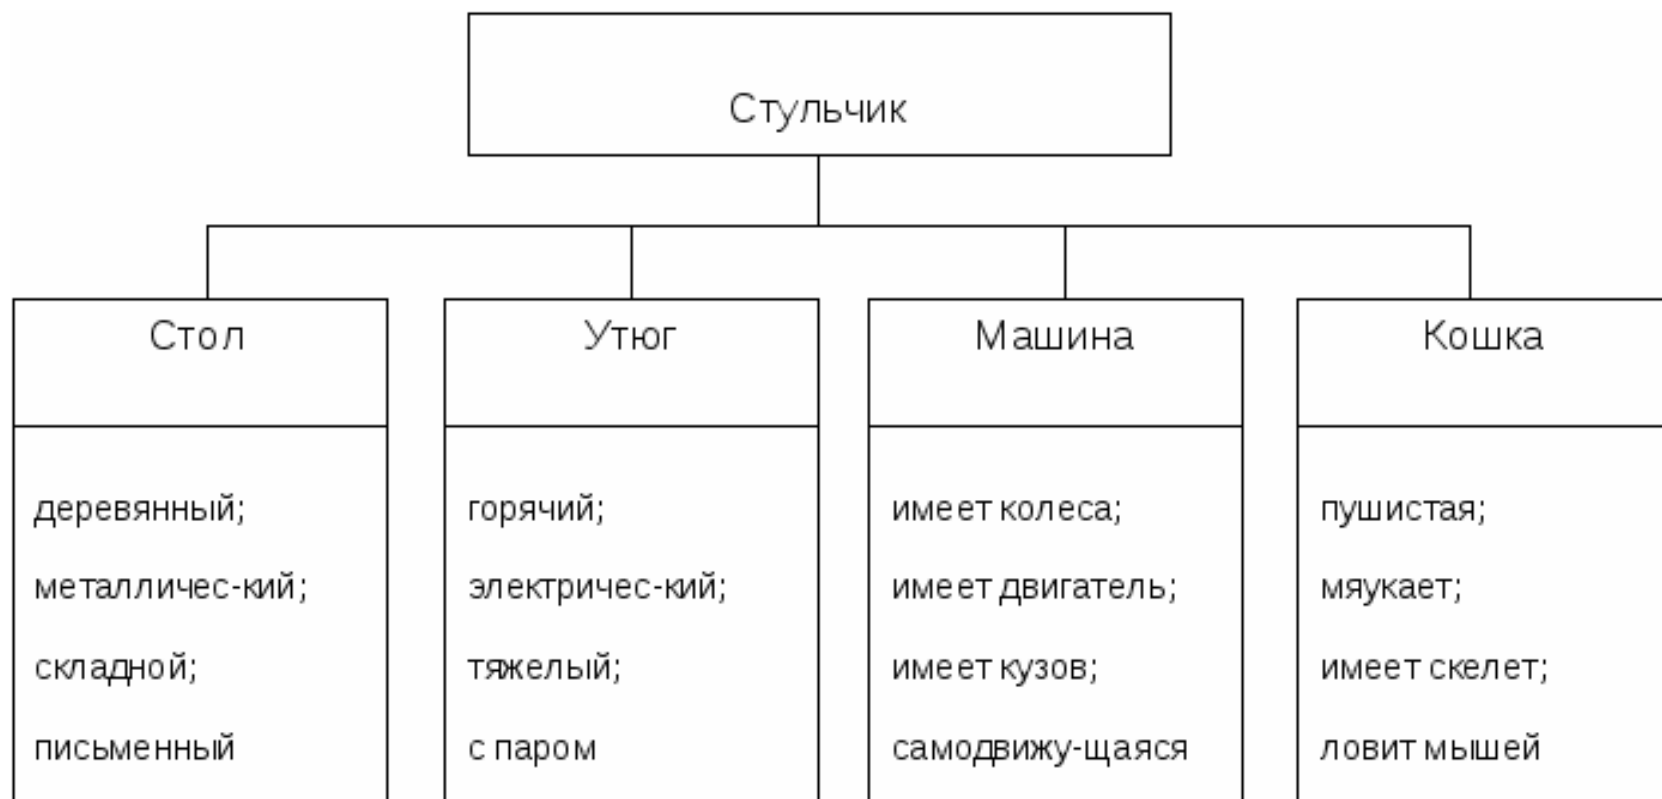 Стульчик
Стол
деревянный;
металличес-кий;
складной;
письменный
Утюг
горячий;
электричес-кий;
тяжелый;
с паром
Машина
имеет колеса;
имеет двигатель;
имеет кузов;
самодвижу-щаяся
Кошка
пушистая;
мяукает;
имеет скелет;
ловит мышей